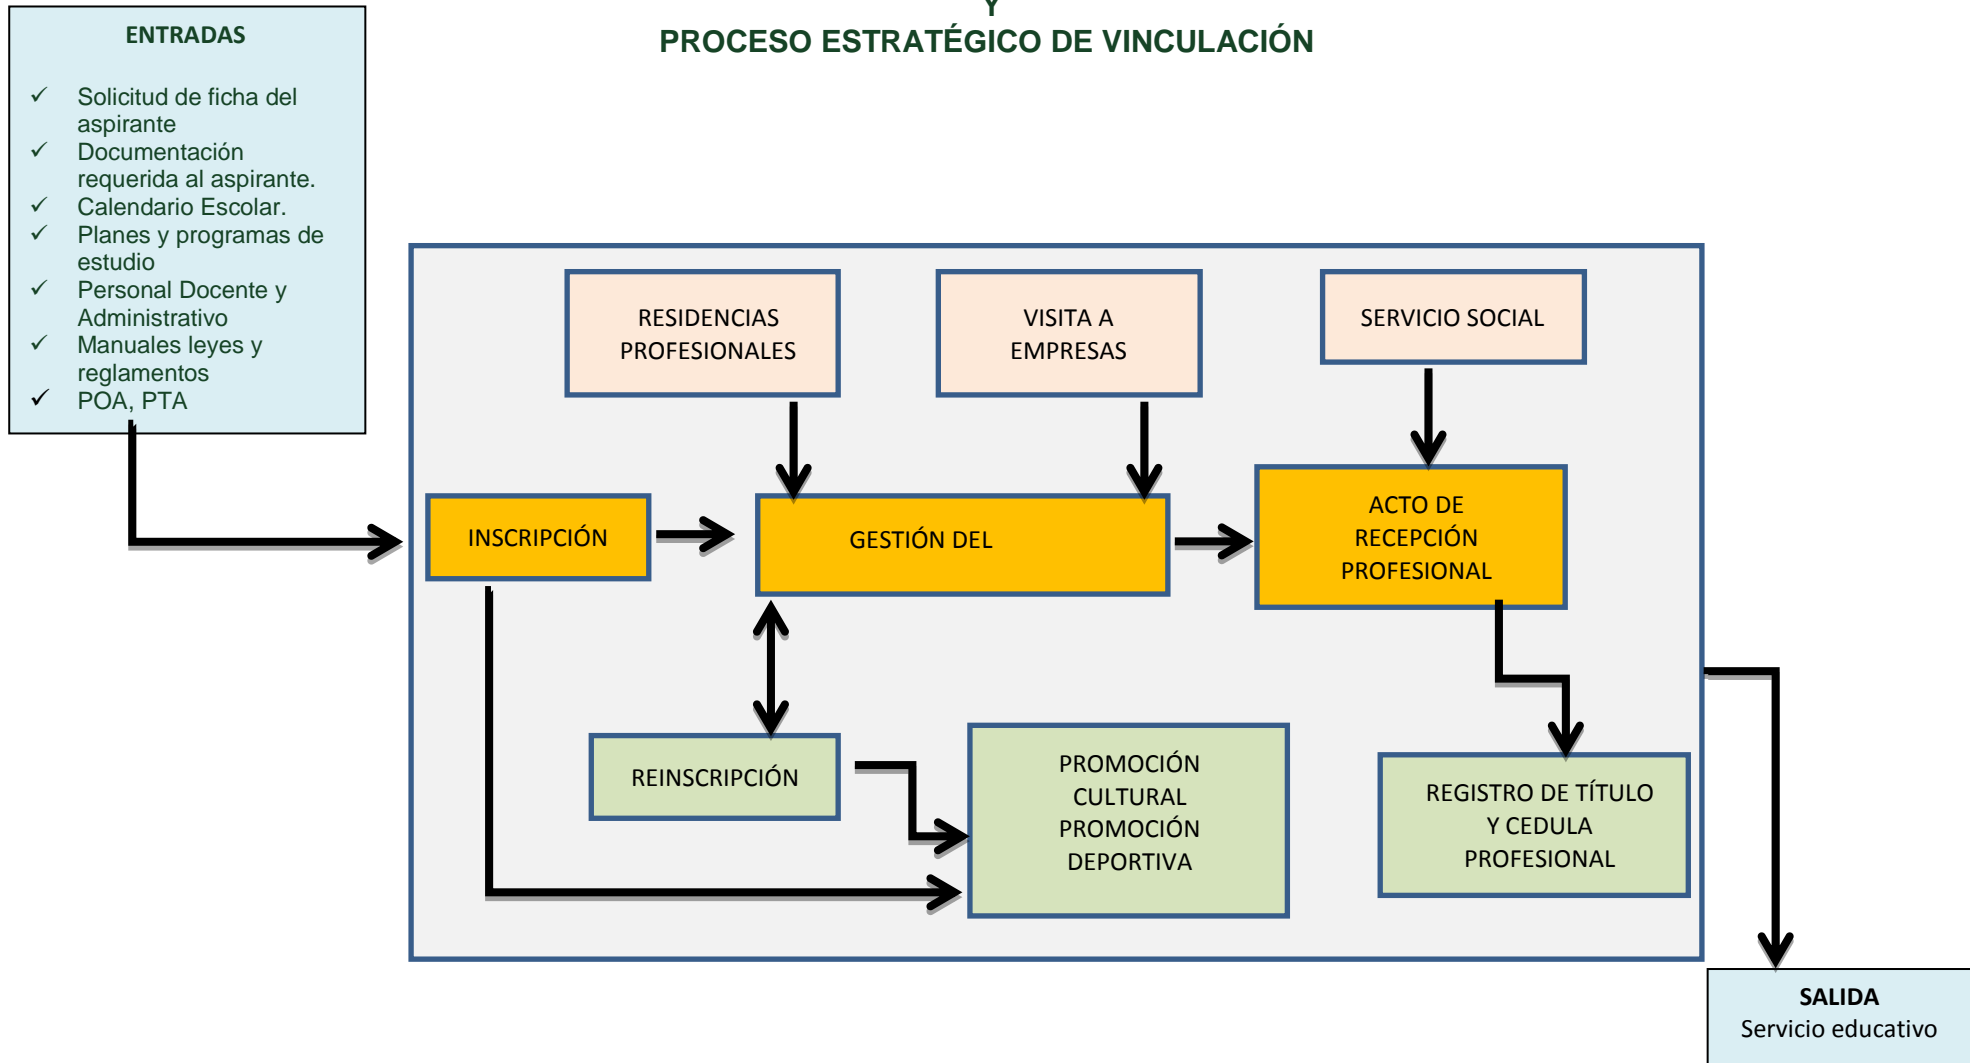 Y
PROCESO ESTRATÉGICO DE VINCULACIÓN
ENTRADAS
✓ Solicitud de ficha del
aspirante
✓ Documentación
requerida al aspirante.
✓ Calendario Escolar.
✓ Planes y programas de
estudio
✓ Personal Docente y
Administrativo
✓ Manuales leyes y
reglamentos
✓ POA, PTA
RESIDENCIAS
PROFESIONALES
VISITA A
EMPRESAS
SERVICIO SOCIAL
INSCRIPCIÓN
GESTIÓN DEL
ACTO DE
RECEPCIÓN
PROFESIONAL
REINSCRIPCIÓN
PROMOCIÓN
CULTURAL
PROMOCIÓN
DEPORTIVA
REGISTRO DE TÍTULO
Y CEDULA
PROFESIONAL
SALIDA
Servicio educativo